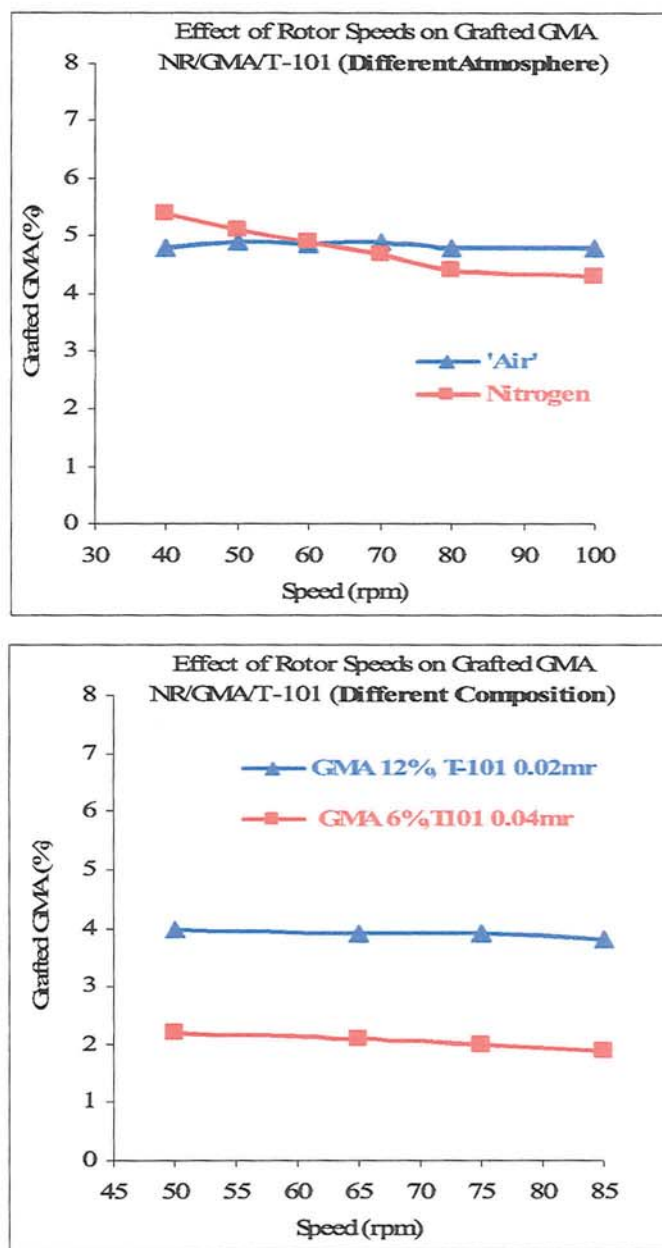 Effect of Rotor Speeds on Grafted GMA
NR/GMA/T-101 (Different Atmosphere)
8
7
6
5
4
3
2
1
0
Grafted GMA (%)
'Air'
Nitrogen
30 40 50 60 70 80 90 100
Speed (rpm)
Effect of Rotor Speeds on Grafted GMA
NR/GMA/T-101 (Different Composition)
8
7
6
5
4
3
2
1
0
Grafted GMA (%)
GMA 12%, T-101 0.02mr
GMA 6%,T101 0.04mr
45 50 55 60 65 70 75 80 85
Speed (rpm)